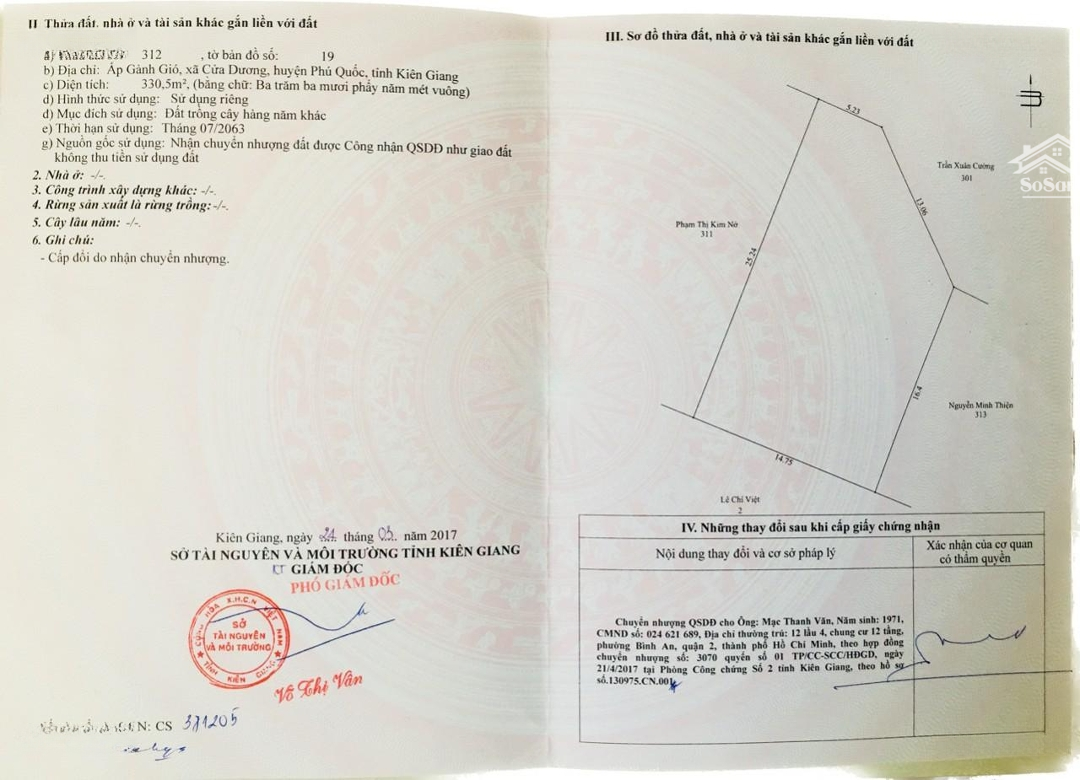 II Thửa đất, nhà ở và tài sản khác gắn liền với đất
312 , tờ bản đồ số: 19
b) Địa chỉ: Ấp Gành Gió, xã Cửa Dương, huyện Phú Quốc, tỉnh Kiên Giang
c) Diện tích: 330,5m², (bằng chữ: Ba trăm ba mươi phẩy năm mét vuông)
d) Hình thức sử dụng: Sử dụng riêng
đ) Mục đích sử dụng: Đất trồng cây hàng năm khác
e) Thời hạn sử dụng: Tháng 07/2063
g) Nguồn gốc sử dụng: Nhận chuyển nhượng đất được Công nhận QSDĐ như giao đất
không thu tiền sử dụng đất
2. Nhà ở: -/-.
3. Công trình xây dựng khác: -/-.
4. Rừng sản xuất là rừng trồng: -/-.
5. Cây lâu năm: -/-.
6. Ghi chú:
- Cấp đổi do nhận chuyển nhượng.
Kiên Giang, ngày 21 tháng 03 năm 2017
SỞ TÀI NGUYÊN VÀ MÔI TRƯỜNG TỈNH KIÊN GIANG
KT GIÁM ĐỐC
PHÓ GIÁM ĐỐC
CỘNG HÒA X.H.C.N VIỆT NAM
SỞ
TÀI NGUYÊN
VÀ MÔI TRƯỜNG
TỈNH KIÊN GIANG
Võ Thị Vân
GCN: CS 371205
III. Sơ đồ thửa đất, nhà ở và tài sản khác gắn liền với đất
5.23
Trần Xuân Cường
301
SoSan
13.06
Phạm Thị Kim Nở
311
25.24
16.4
Nguyễn Minh Thiện
313
14.75
Lê Chí Việt
2
IV. Những thay đổi sau khi cấp giấy chứng nhận
Nội dung thay đổi và cơ sở pháp lý
Xác nhận của cơ quan
có thẩm quyền
Chuyển nhượng QSDĐ cho Ông: Mạc Thanh Vân, Năm sinh: 1971,
CMND số: 024 621 689, Địa chỉ thường trú: 12 lầu 4, chung cư 12 tầng,
phường Bình An, quận 2, thành phố Hồ Chí Minh, theo hợp đồng
chuyển nhượng số: 3070 quyển số 01 TP/CC-SCC/HĐGD, ngày
21/4/2017 tại Phòng Công chứng Số 2 tỉnh Kiên Giang, theo hồ sơ
số.130975.CN.001